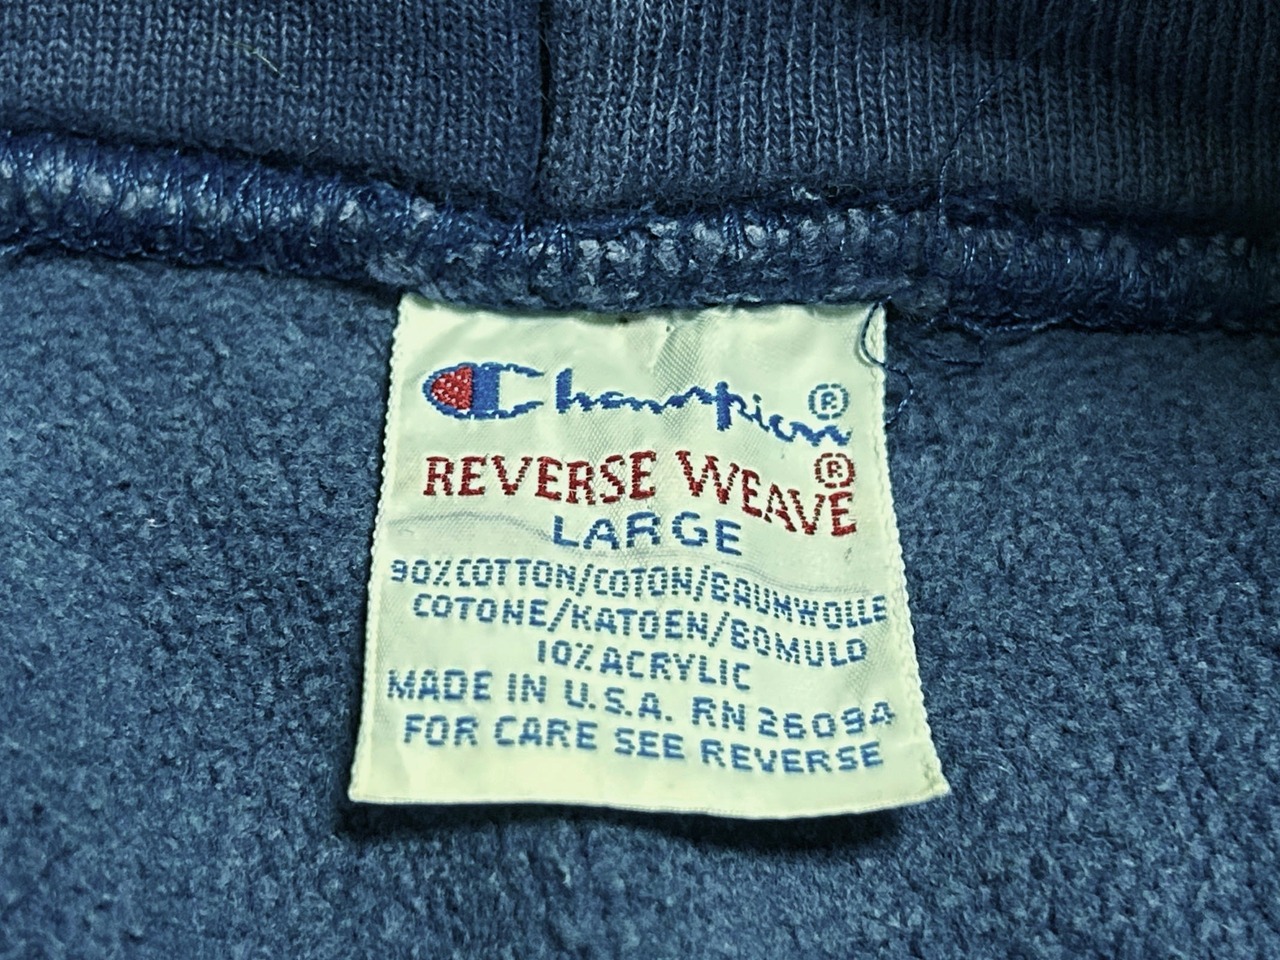 Champion®
REVERSE WEAVE®
LARGE
90% COTTON/COTON/BAUMWOLLE
COTONE/KATOEN/BOMULD
10% ACRYLIC
MADE IN U.S.A. RN 26094
FOR CARE SEE REVERSE